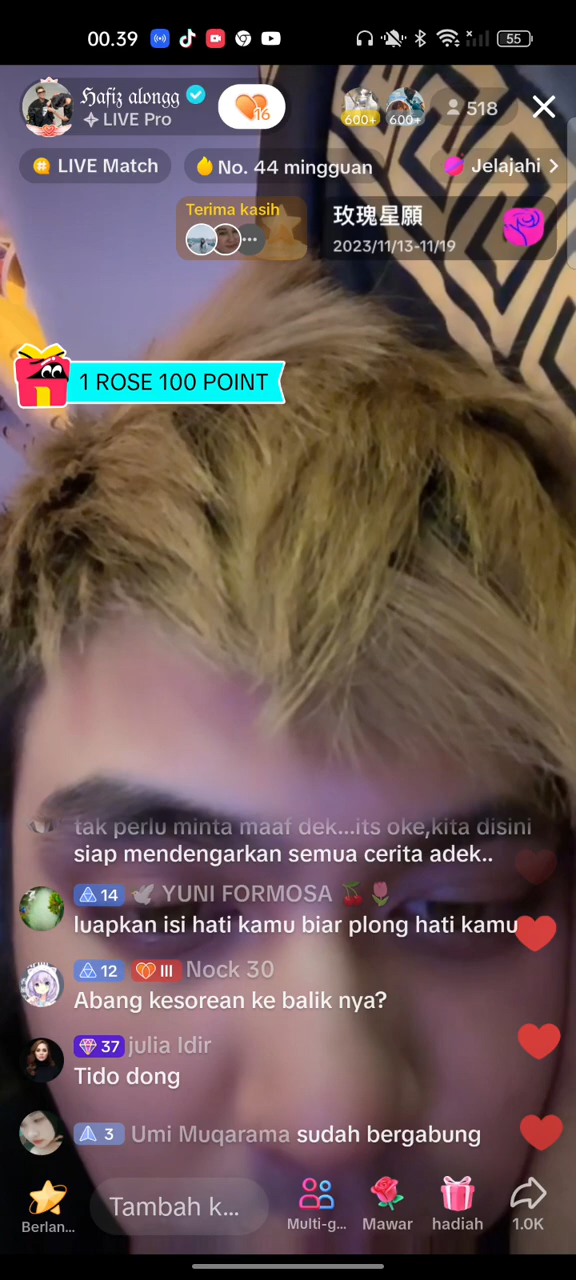 00.39
55
Hafiz alongg
LIVE Pro
16
600+
600+
518
LIVE Match
No. 44 mingguan
Jelajahi
Terima kasih
玫瑰星願
2023/11/13-11/19
1 ROSE 100 POINT
tak perlu minta maaf dek...its oke,kita disini
siap mendengarkan semua cerita adek..
14 YUNI FORMOSA
luapkan isi hati kamu biar plong hati kamu
12 III Nock 30
Abang kesorean ke balik nya?
37 julia Idir
Tido dong
3 Umi Muqarama sudah bergabung
Berlan...
Tambah k...
Multi-g...
Mawar
hadiah
1.0K